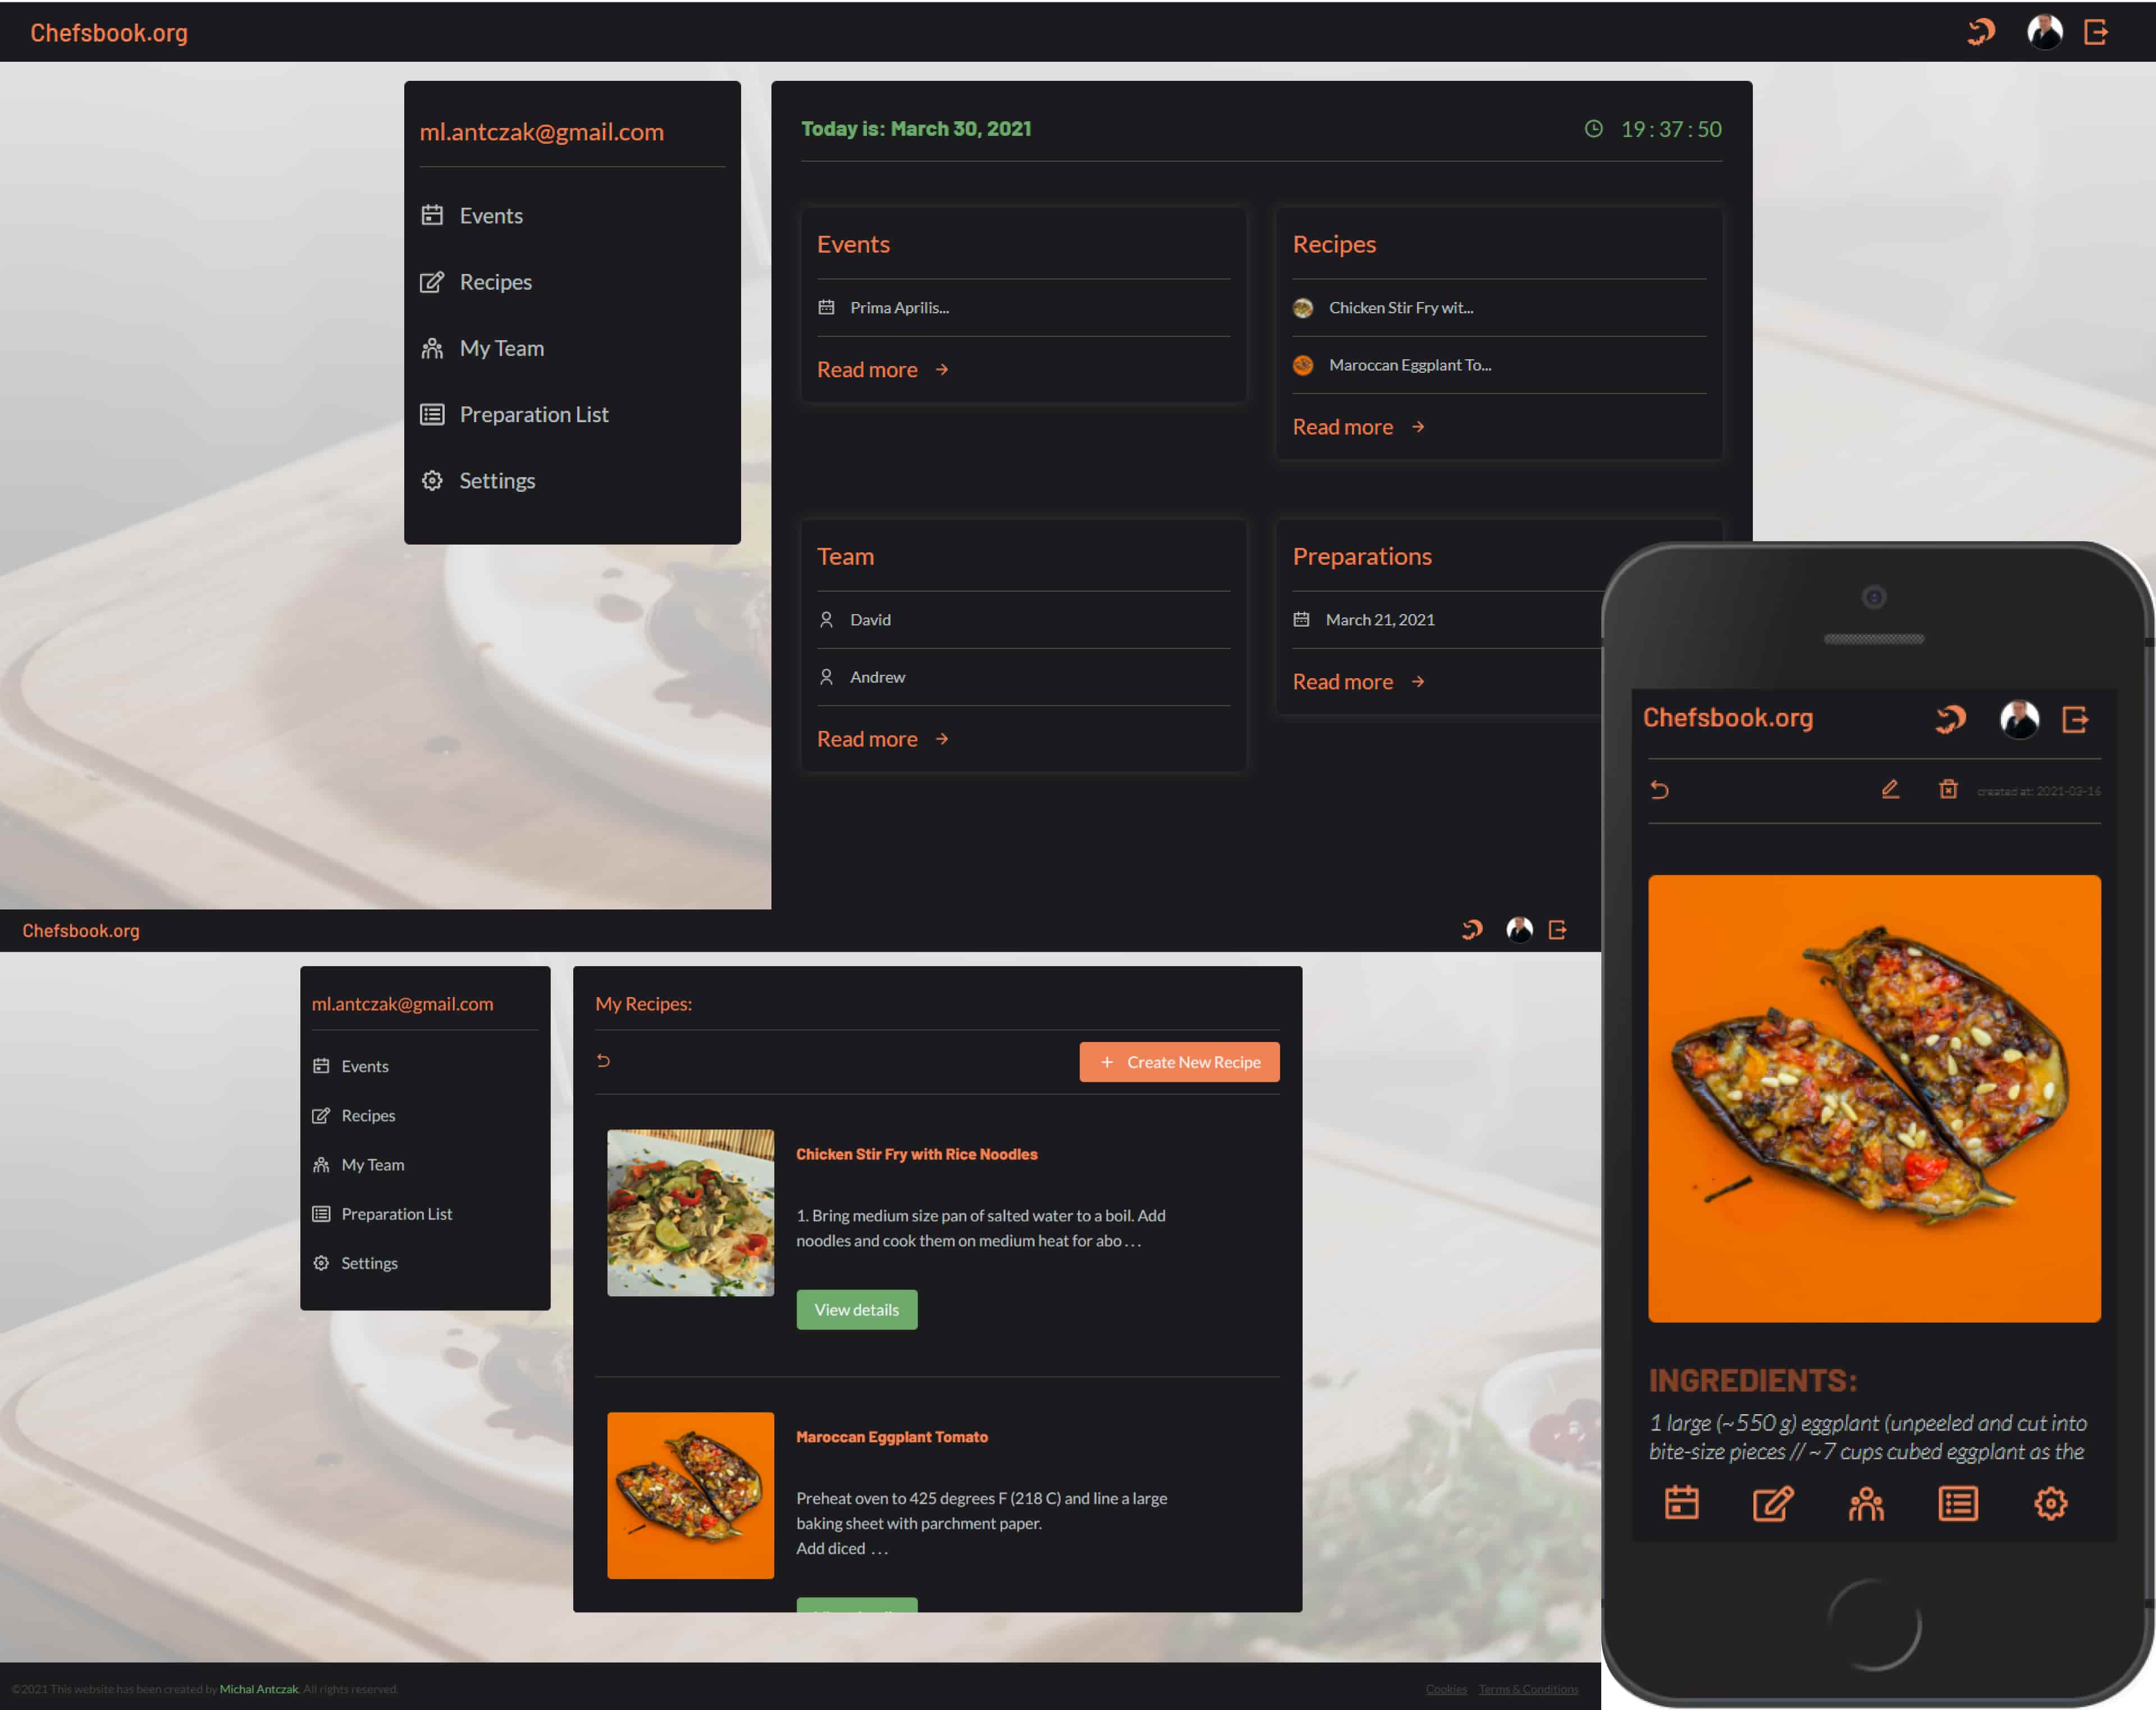 Chefsbook.org
ml.antczak@gmail.com
Events
Recipes
My Team
Preparation List
Settings
Today is: March 30, 2021
19:37:50
Events
Prima Aprilis...
Read more
Recipes
Chicken Stir Fry wit...
Maroccan Eggplant To...
Read more
Team
David
Andrew
Read more
Preparations
March 21, 2021
Read more
Chefsbook.org
ml.antczak@gmail.com
Events
Recipes
My Team
Preparation List
Settings
My Recipes:
+ Create New Recipe
Chicken Stir Fry with Rice Noodles
1. Bring medium size pan of salted water to a boil. Add
noodles and cook them on medium heat for abo . . .
View details
Maroccan Eggplant Tomato
Preheat oven to 425 degrees F (218 C) and line a large
baking sheet with parchment paper.
Add diced . . .
©2021 This website has been created by Michal Antczak. All rights reserved.
Cookies Terms & Conditions
Chefsbook.org
created at: 2021-03-16
INGREDIENTS:
1 large (~550 g) eggplant (unpeeled and cut into
bite-size pieces // ~7 cups cubed eggplant as the